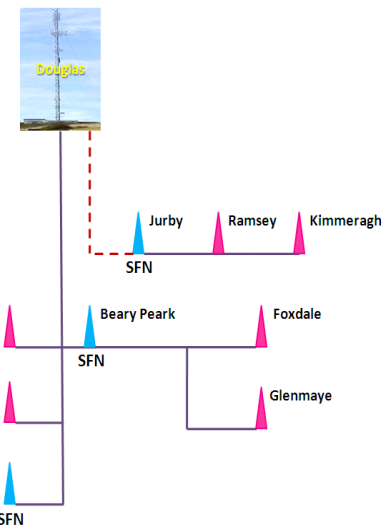 Douglas
Jurby
Ramsey
Kimmeragh
SFN
Beary Peark
Foxdale
SFN
Glenmaye
SFN